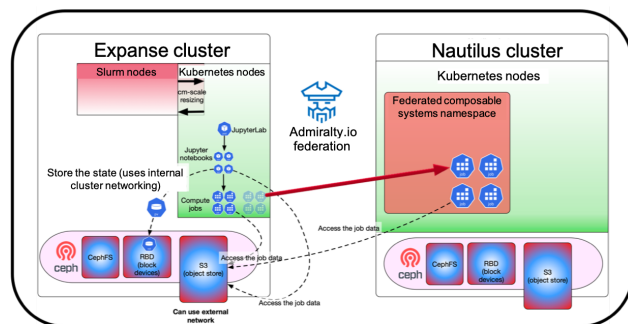 Expanse cluster
Slurm nodes
Kubernetes nodes
cm-scale
resizing
JupyterLab
Jupyter
notebooks
Store the state (uses internal
cluster networking)
Compute
jobs
Access the job data
ceph
CephFS
RBD
(block
devices)
S3
(object store)
Access the job data
Can use external
network
Admiralty.io
federation
Nautilus cluster
Kubernetes nodes
Federated composable
systems namespace
Access the job data
ceph
CephFS
RBD
(block
devices)
S3
(object store)